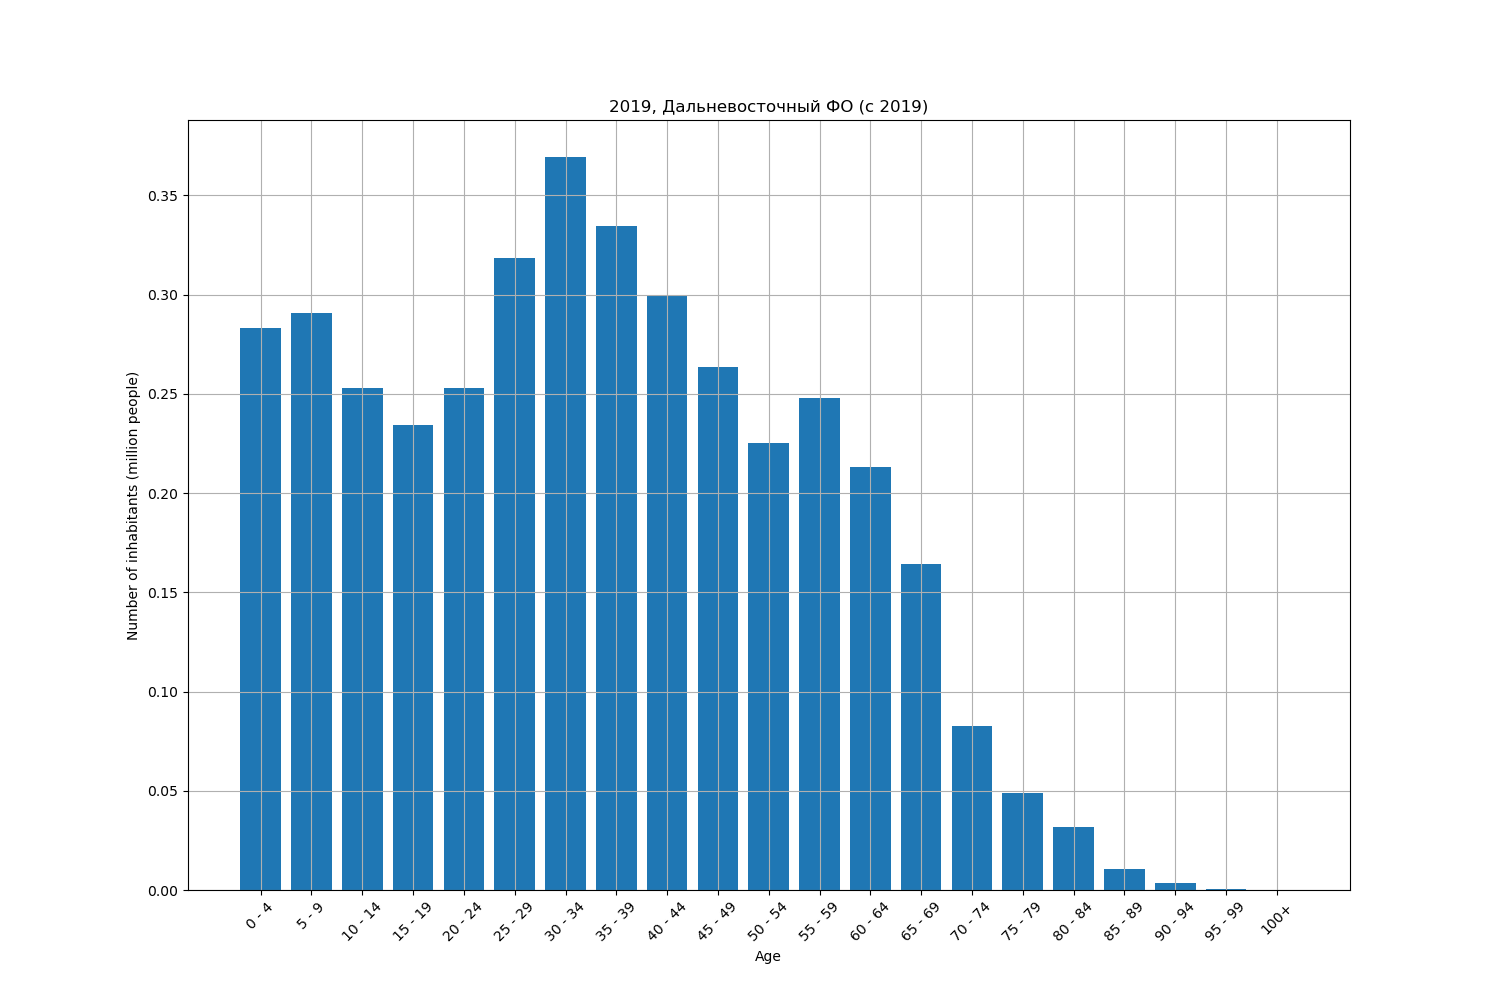 2019, Дальневосточный ФО (с 2019)
Number of inhabitants (million people)
0.35
0.30
0.25
0.20
0.15
0.10
0.05
0.00
0 - 4
5 - 9
10 - 14
15 - 19
20 - 24
25 - 29
30 - 34
35 - 39
40 - 44
45 - 49
50 - 54
55 - 59
60 - 64
65 - 69
70 - 74
75 - 79
80 - 84
85 - 89
90 - 94
95 - 99
100+
Age